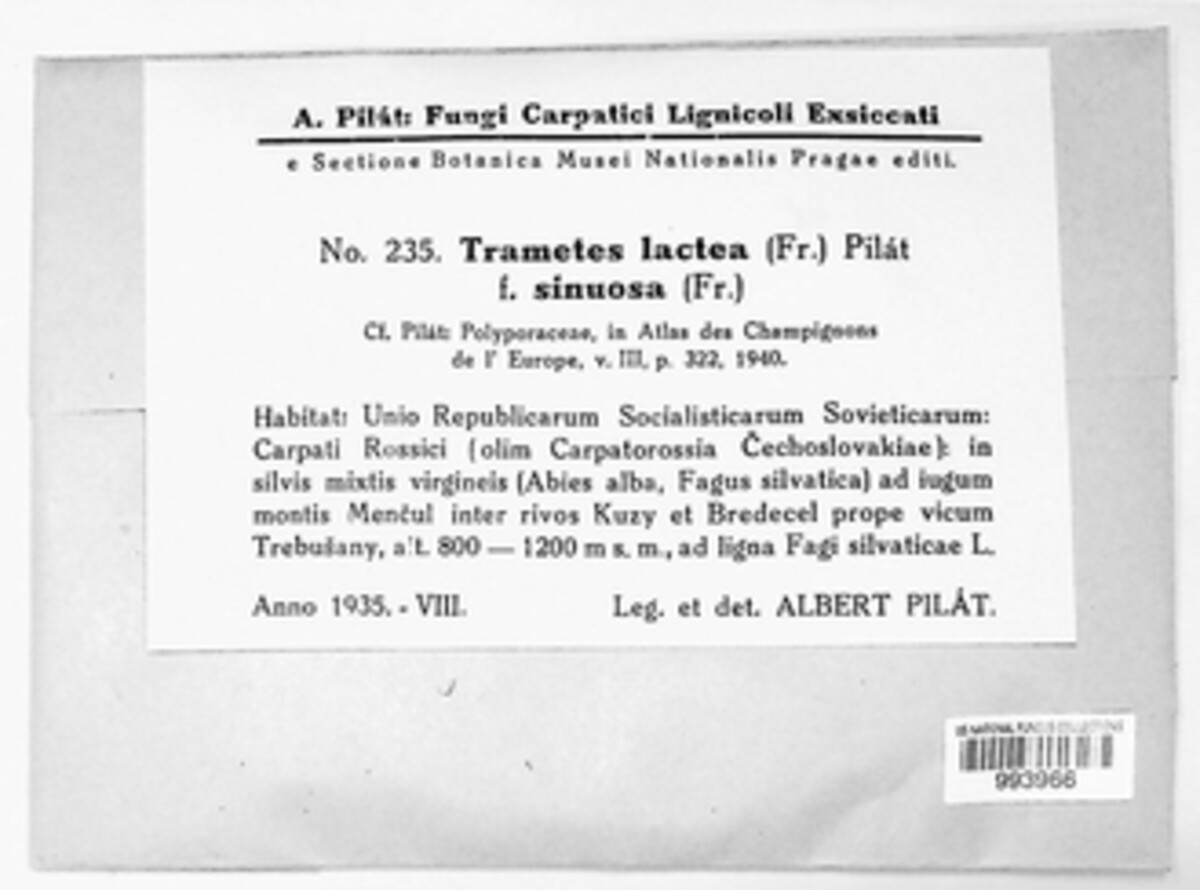 A. Pilát: Fungi Carpatici Lignicoli Exsiccati
e Sectione Botanica Musei Nationalis Pragae editi.
No. 235. Trametes lactea (Fr.) Pilát
f. sinuosa (Fr.)
Cf. Pilát: Polyporaceae, in Atlas des Champignons
de l' Europe, v. III, p. 322, 1940.
Habitat: Unio Republicarum Socialisticarum Sovieticarum:
Carpati Rossici (olim Carpatorossia Čechoslovakiae): in
silvis mixtis virgineis (Abies alba, Fagus silvatica) ad iugum
montis Menčul inter rivos Kuzy et Bredecel prope vicum
Trebušany, alt. 800 — 1200 m s. m., ad ligna Fagi silvaticae L.
Anno 1935. - VIII. Leg. et det. ALBERT PILÁT.
US NATIONAL FUNGUS COLLECTIONS
993966